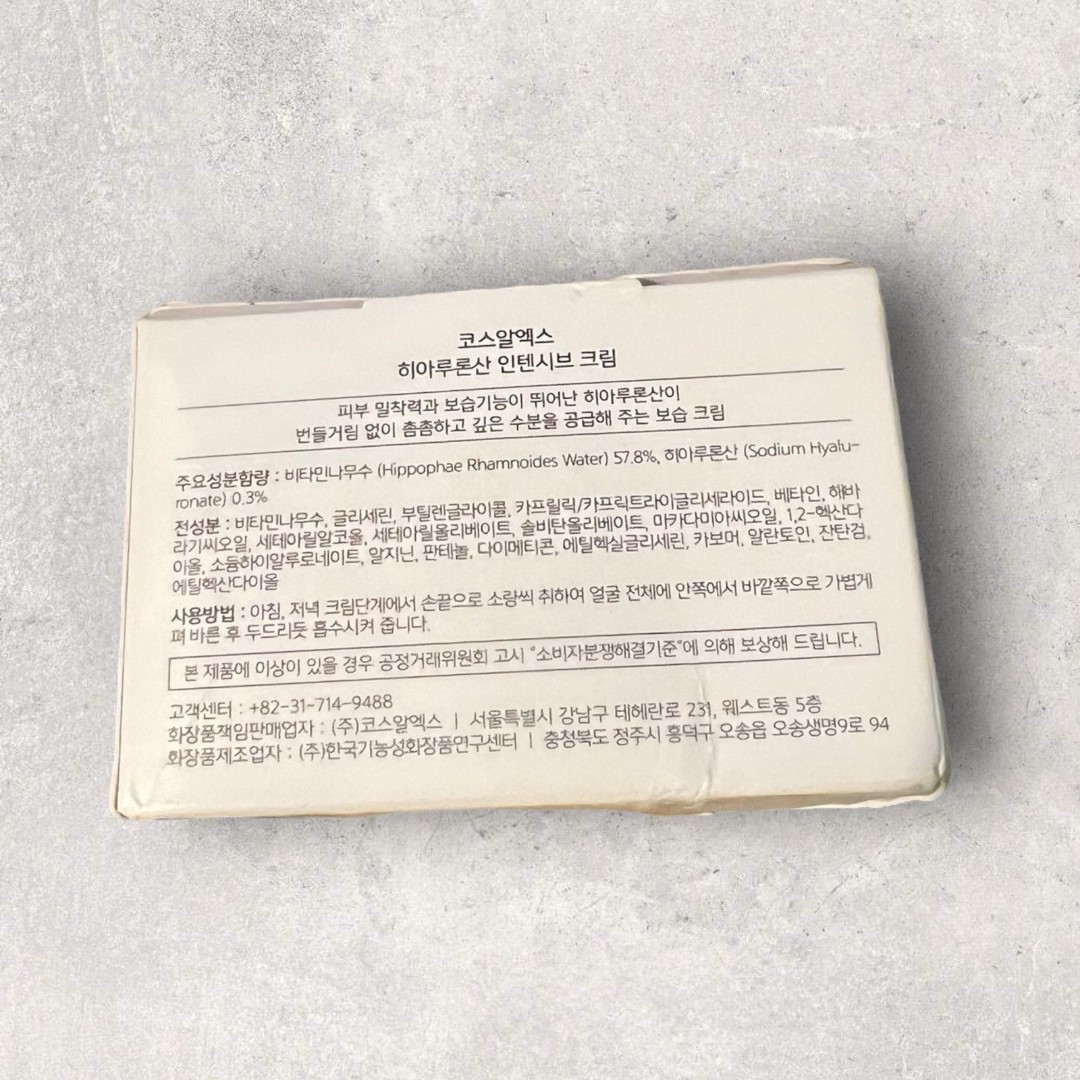 코스알엑스
히아루론산 인텐시브 크림
피부 밀착력과 보습기능이 뛰어난 히아루론산이
번들거림 없이 촘촘하고 깊은 수분을 공급해 주는 보습 크림
주요성분함량 : 비타민나무수 (Hippophae Rhamnoides Water) 57.8%, 히아루론산 (Sodium Hyalu-
ronate) 0.3%
전성분 : 비타민나무수, 글리세린, 부틸렌글라이콜, 카프릴릭/카프릭트라이글리세라이드, 베타인, 해바
라기씨오일, 세테아릴알코올, 세테아릴올리베이트, 솔비탄올리베이트, 마카다미아씨오일, 1,2-헥산다
이올, 소듐하이알루로네이트, 알지닌, 판테놀, 다이메티콘, 에틸헥실글리세린, 카보머, 알란토인, 잔탄검,
에틸헥산다이올
사용방법 : 아침, 저녁 크림단계에서 손끝으로 소량씩 취하여 얼굴 전체에 안쪽에서 바깥쪽으로 가볍게
펴 바른 후 두드리듯 흡수시켜 줍니다.
본 제품에 이상이 있을 경우 공정거래위원회 고시 "소비자분쟁해결기준"에 의해 보상해 드립니다.
고객센터 : +82-31-714-9488
화장품책임판매업자 : (주)코스알엑스 | 서울특별시 강남구 테헤란로 231, 웨스트동 5층
화장품제조업자 : (주)한국기능성화장품연구센터 | 충청북도 청주시 흥덕구 오송읍 오송생명9로 94